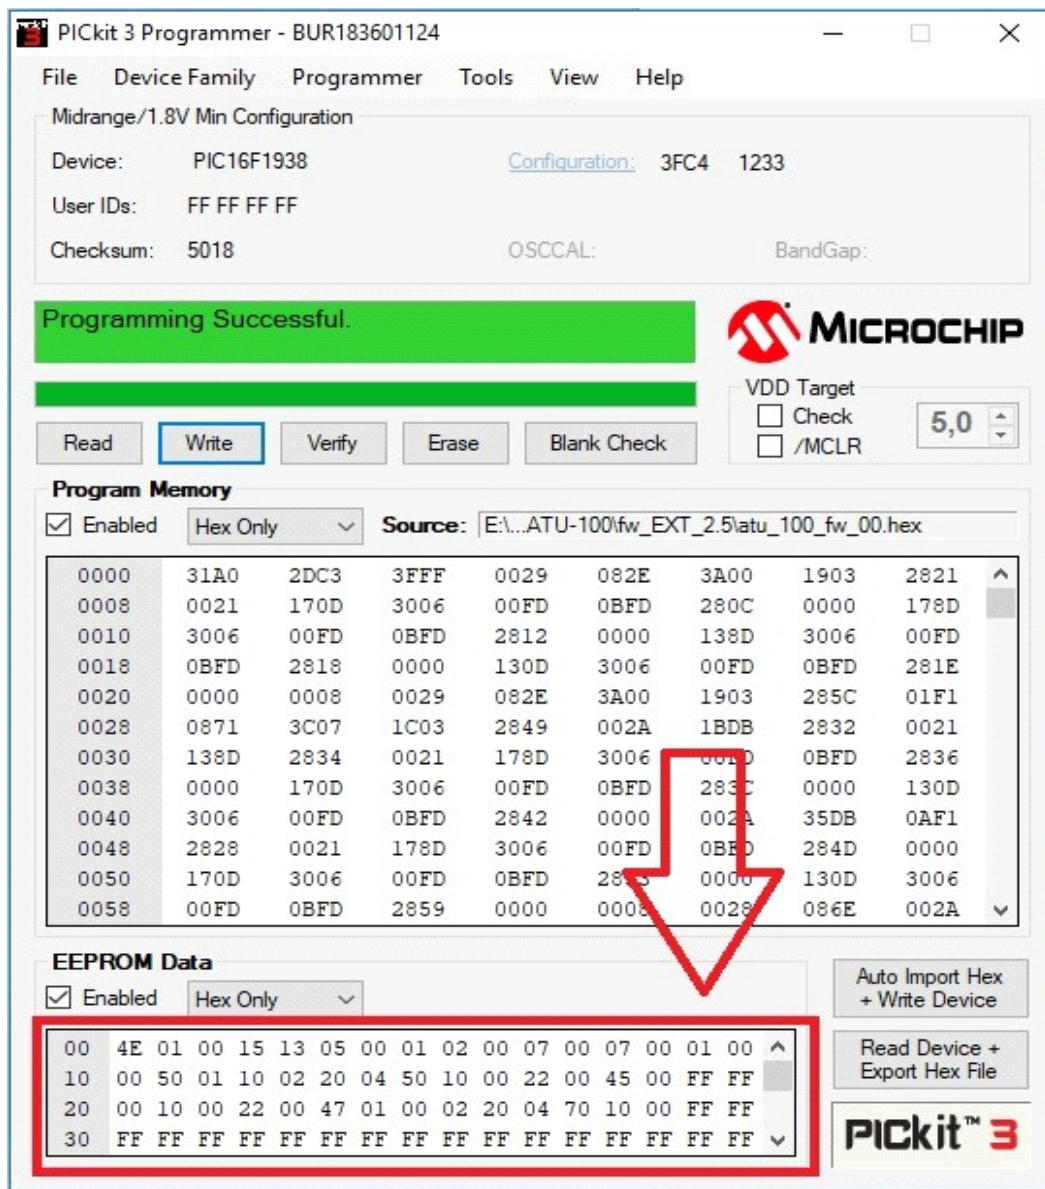 PICkit 3 Programmer - BUR183601124
File Device Family Programmer Tools View Help
Midrange/1.8V Min Configuration
Device: PIC16F1938 Configuration: 3FC4 1233
User IDs: FF FF FF FF
Checksum: 5018 OSCCAL: BandGap:
Programming Successful.
MICROCHIP
VDD Target
Check
/MCLR
5,0
Read Write Verify Erase Blank Check
Program Memory
Enabled Hex Only Source: E:\...ATU-100\fw_EXT_2.5\atu_100_fw_00.hex
0000 31A0 2DC3 3FFF 0029 082E 3A00 1903 2821
0008 0021 170D 3006 00FD 0BFD 280C 0000 178D
0010 3006 00FD 0BFD 2812 0000 138D 3006 00FD
0018 0BFD 2818 0000 130D 3006 00FD 0BFD 281E
0020 0000 0008 0029 082E 3A00 1903 285C 01F1
0028 0871 3C07 1C03 2849 002A 1BDB 2832 0021
0030 138D 2834 0021 178D 3006 00FD 0BFD 2836
0038 0000 170D 3006 00FD 0BFD 283C 0000 130D
0040 3006 00FD 0BFD 2842 0000 002A 35DB 0AF1
0048 2828 0021 178D 3006 00FD 0BFD 284D 0000
0050 170D 3006 00FD 0BFD 2853 0000 130D 3006
0058 00FD 0BFD 2859 0000 0008 0028 086E 002A
EEPROM Data
Enabled Hex Only
00 4E 01 00 15 13 05 00 01 02 00 07 00 07 00 01 00
10 00 50 01 10 02 20 04 50 10 00 22 00 45 00 FF FF
20 00 10 00 22 00 47 01 00 02 20 04 70 10 00 FF FF
30 FF FF FF FF FF FF FF FF FF FF FF FF FF FF FF FF
Auto Import Hex
+ Write Device
Read Device +
Export Hex File
PICkit™ 3